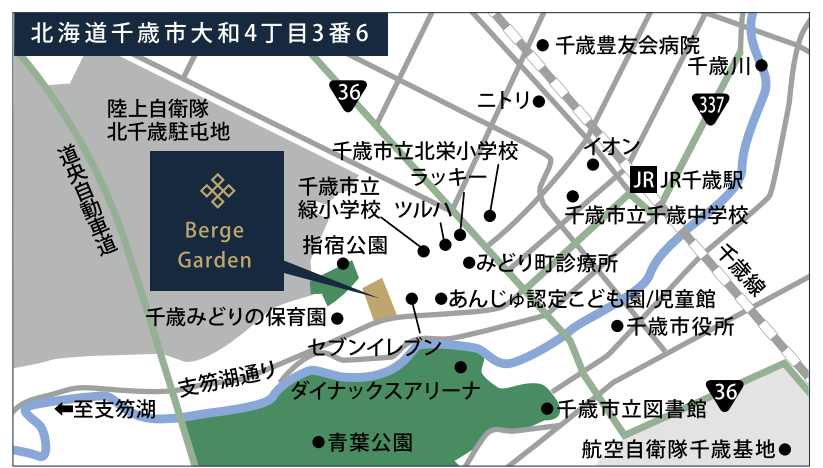 北海道千歳市大和4丁目3番6
千歳豊友会病院
千歳川
36
ニトリ
337
陸上自衛隊
北千歳駐屯地
道央自動車道
千歳市立北栄小学校
イオン
ラッキー
JR JR千歳駅
千歳市立
緑小学校
ツルハ
千歳市立千歳中学校
Berge
Garden
指宿公園
みどり町診療所
千歳線
あんじゅ認定こども園/児童館
千歳みどりの保育園
千歳市役所
セブンイレブン
支笏湖通り
ダイナックスアリーナ
36
←至支笏湖
千歳市立図書館
青葉公園
航空自衛隊千歳基地